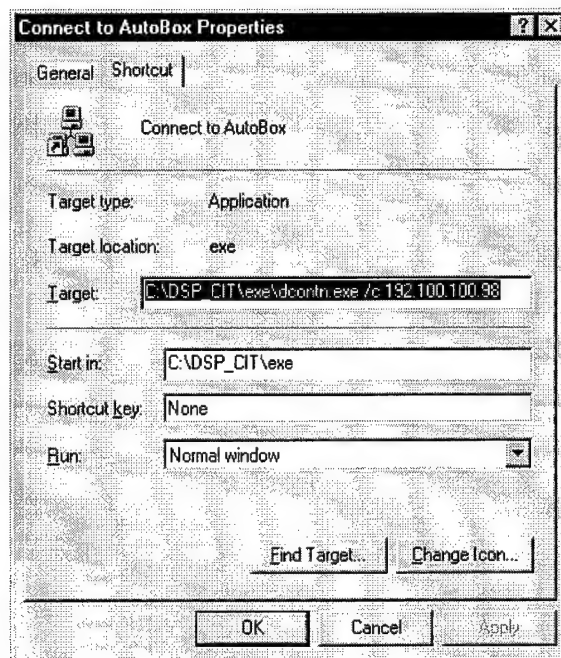 Connect to AutoBox Properties
General Shortcut
Connect to AutoBox
Target type: Application
Target location: exe
Target: C:\DSP_CIT\exe\dcontn.exe /c 192.100.100.98
Start in: C:\DSP_CIT\exe
Shortcut key: None
Run: Normal window
Find Target... Change Icon...
OK Cancel Apply